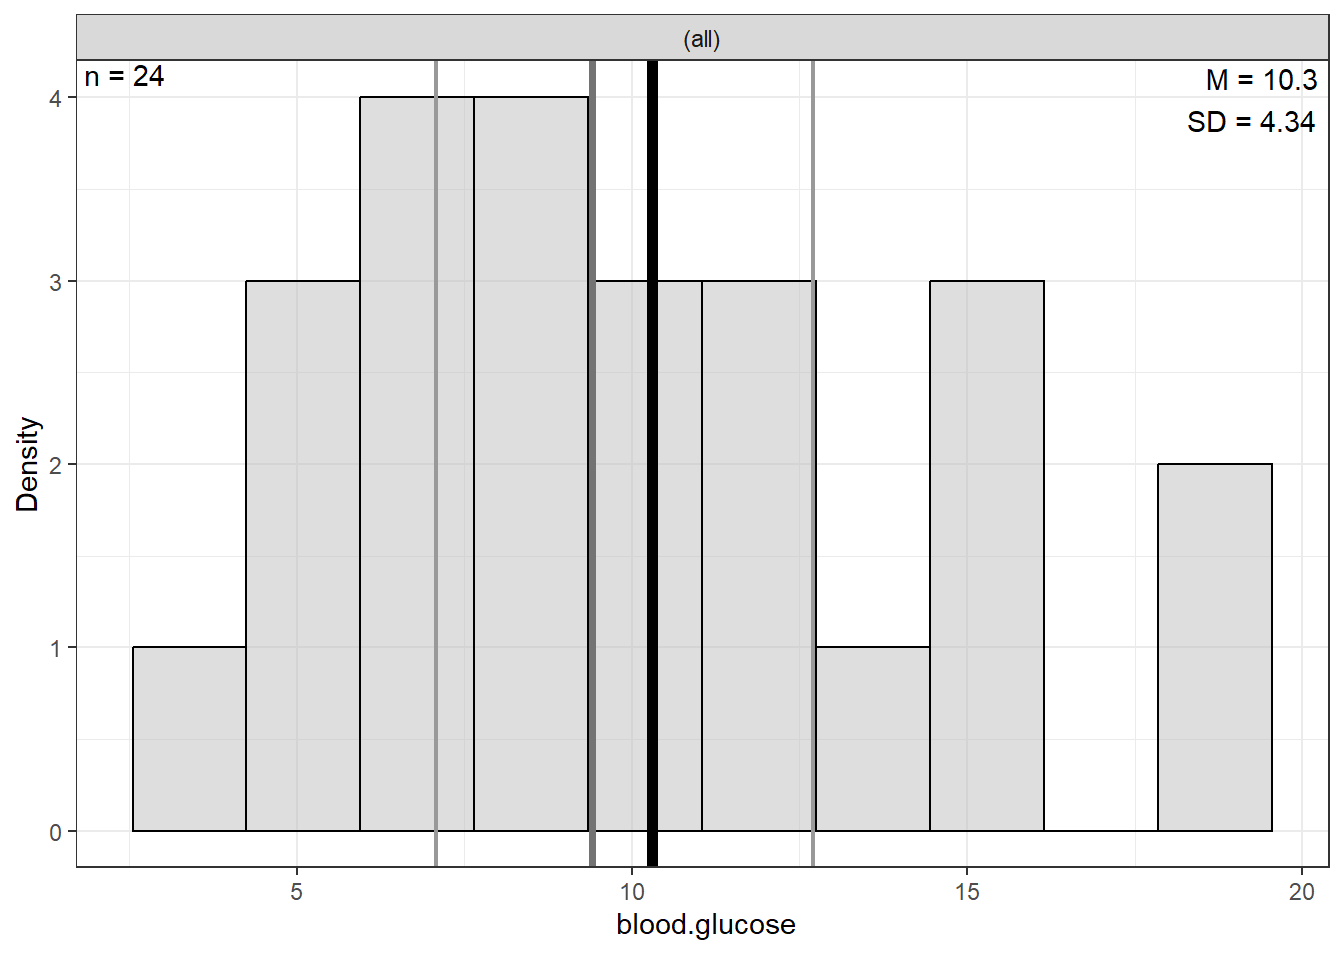 (all)
n = 24
M = 10.3
SD = 4.34
4
3
2
1
0
Density
5
10
15
20
blood.glucose